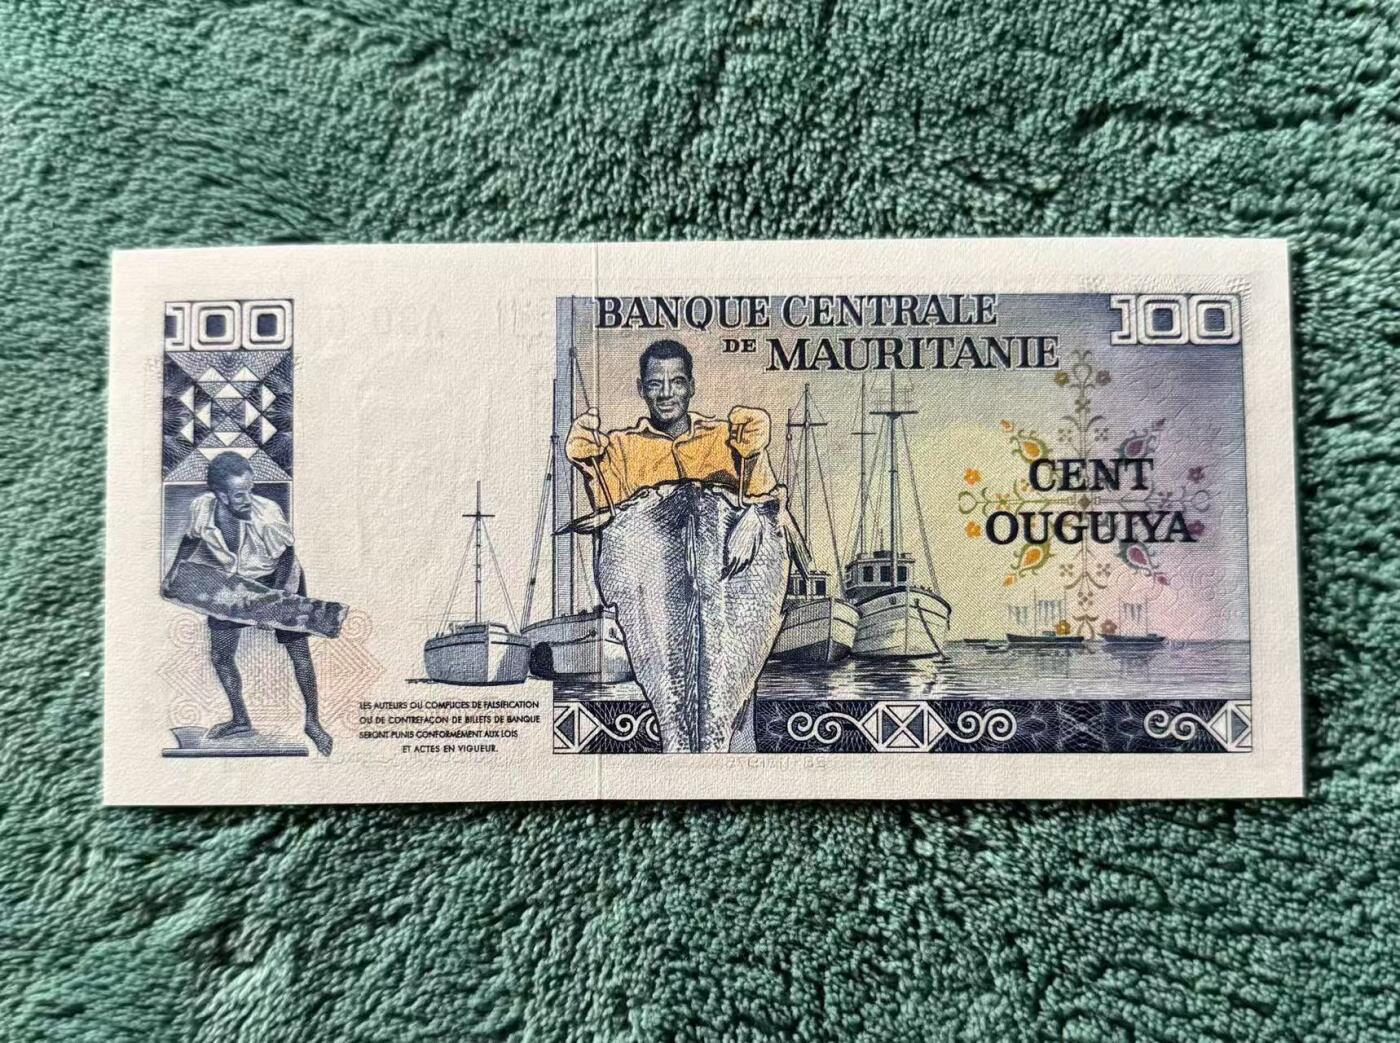 100
BANQUE CENTRALE
DE MAURITANIE
100
CENT
OUGUIYA
LES AUTEURS OU COMPLICES DE FALSIFICATION
OU DE CONTREFAÇON DE BILLETS DE BANQUE
SERONT PUNIS CONFORMÉMENT AUX LOIS
ET ACTES EN VIGUEUR.